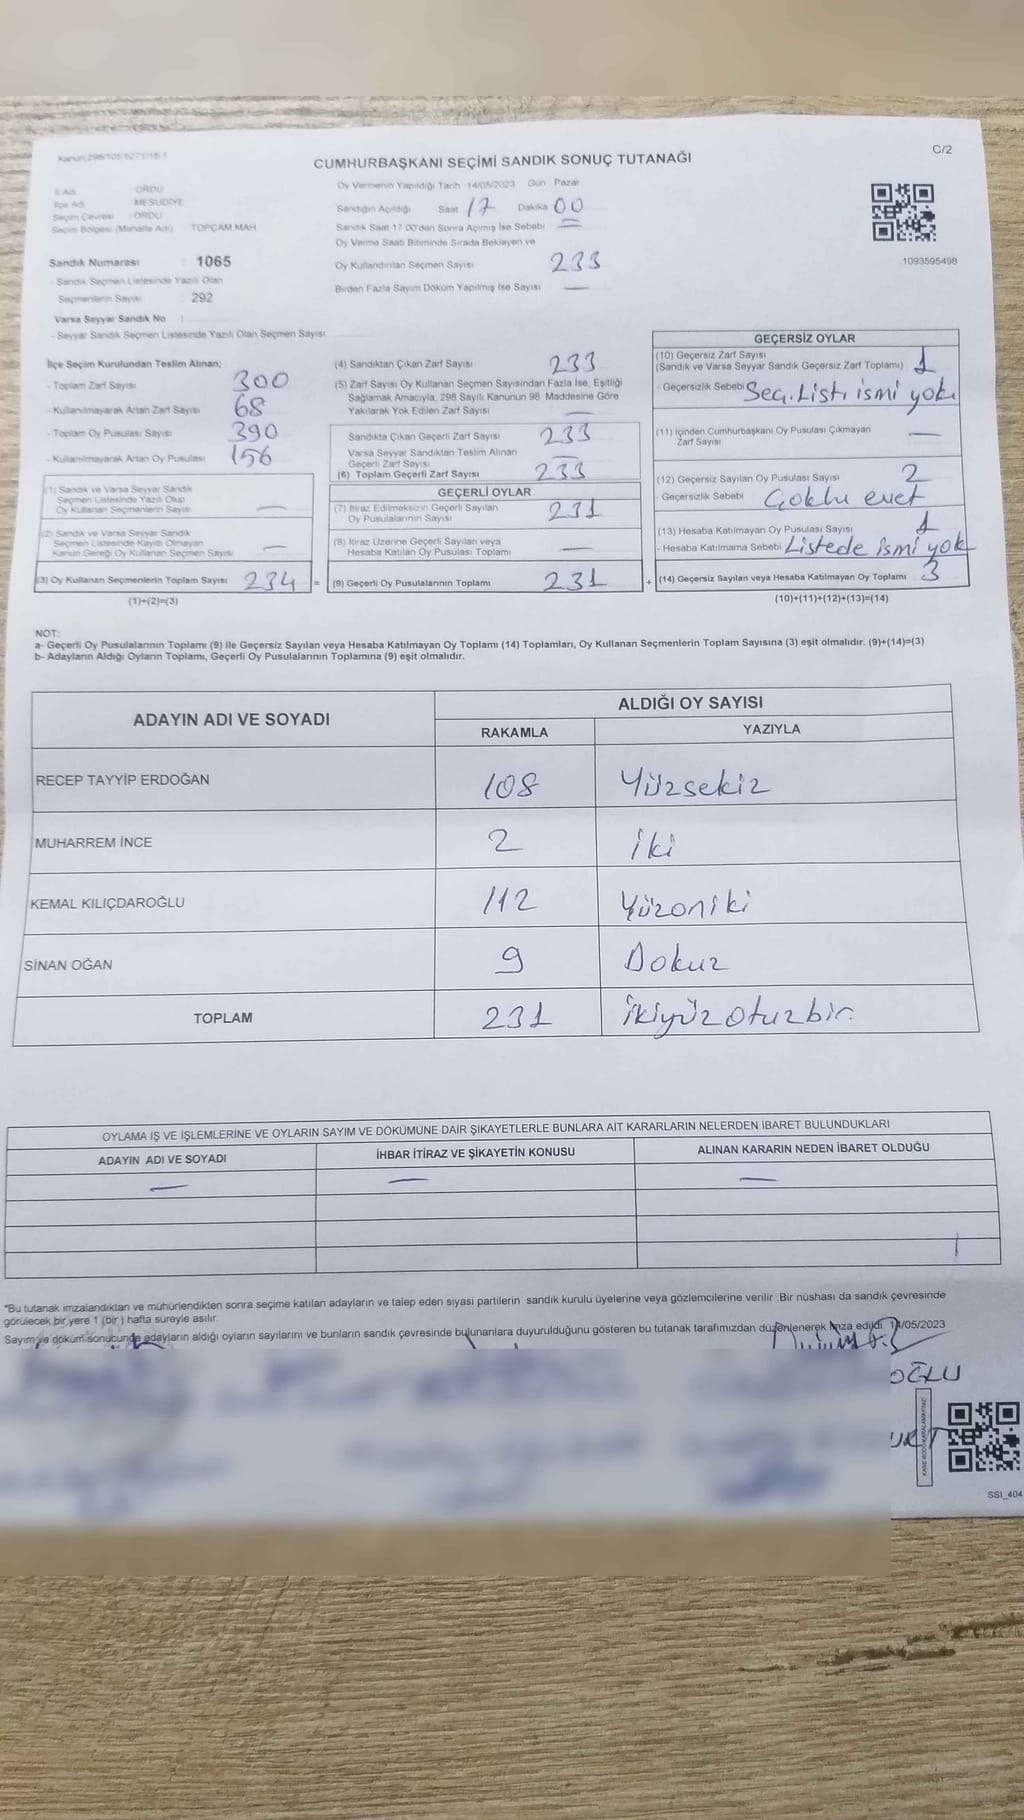 Kanun 298/105 6271/18-1
C/2
CUMHURBAŞKANI SEÇİMİ SANDIK SONUÇ TUTANAĞI
İl Adı ORDU
İlçe Adı MESUDİYE
Seçim Çevresi : ORDU
Seçim Bölgesi (Mahalle Adı) TOPÇAM MAH
Sandık Numarası : 1065
- Sandık Seçmen Listesinde Yazılı Olan
Seçmenlerin Sayısı : 292
Varsa Seyyar Sandık No :
- Seyyar Sandık Seçmen Listesinde Yazılı Olan Seçmen Sayısı:
Oy Vermenin Yapıldığı Tarih 14/05/2023 Gün Pazar
Sandığın Açıldığı Saat 17 Dakika 00
Sandık Saat 17 00'den Sonra Açılmış İse Sebebi =
Oy Verme Saati Bitiminde Sırada Bekleyen ve
Oy Kullandırılan Seçmen Sayısı 233
Birden Fazla Sayım Döküm Yapılmış İse Sayısı —
1093595498
İlçe Seçim Kurulundan Teslim Alınan;
- Toplam Zarf Sayısı 300
- Kullanılmayarak Artan Zarf Sayısı 68
- Toplam Oy Pusulası Sayısı 390
- Kullanılmayarak Artan Oy Pusulası 156
(1) Sandık ve Varsa Seyyar Sandık
Seçmen Listesinde Yazılı Olup
Oy Kullanan Seçmenlerin Sayısı —
(2) Sandık ve Varsa Seyyar Sandık
Seçmen Listesinde Kayıtlı Olmayan
Kanun Gereği Oy Kullanan Seçmen Sayısı —
(3) Oy Kullanan Seçmenlerin Toplam Sayısı 234 =
(1)+(2)=(3)
(4) Sandıktan Çıkan Zarf Sayısı 233
(5) Zarf Sayısı Oy Kullanan Seçmen Sayısından Fazla İse, Eşitliği
Sağlamak Amacıyla, 298 Sayılı Kanunun 98. Maddesine Göre
Yakılarak Yok Edilen Zarf Sayısı —
Sandıkta Çıkan Geçerli Zarf Sayısı 233
Varsa Seyyar Sandıktan Teslim Alınan
Geçerli Zarf Sayısı —
(6) Toplam Geçerli Zarf Sayısı 233
GEÇERLİ OYLAR
(7) İtiraz Edilmeksizin Geçerli Sayılan
Oy Pusulalarının Sayısı 231
(8) İtiraz Üzerine Geçerli Sayılan veya
Hesaba Katılan Oy Pusulası Toplamı —
(9) Geçerli Oy Pusulalarının Toplamı 231 +
GEÇERSİZ OYLAR
(10) Geçersiz Zarf Sayısı
(Sandık ve Varsa Seyyar Sandık Geçersiz Zarf Toplamı) 1
- Geçersizlik Sebebi Seç.List. ismi yok.
(11) İçinden Cumhurbaşkanı Oy Pusulası Çıkmayan
Zarf Sayısı —
(12) Geçersiz Sayılan Oy Pusulası Sayısı 2
- Geçersizlik Sebebi Çoklu evet
(13) Hesaba Katılmayan Oy Pusulası Sayısı 1
- Hesaba Katılmama Sebebi Listede ismi yok
(14) Geçersiz Sayılan veya Hesaba Katılmayan Oy Toplamı 3
(10)+(11)+(12)+(13)=(14)
NOT:
a- Geçerli Oy Pusulalarının Toplamı (9) ile Geçersiz Sayılan veya Hesaba Katılmayan Oy Toplamı (14) Toplamları, Oy Kullanan Seçmenlerin Toplam Sayısına (3) eşit olmalıdır. (9)+(14)=(3)
b- Adayların Aldığı Oyların Toplamı, Geçerli Oy Pusulalarının Toplamına (9) eşit olmalıdır.
ADAYIN ADI VE SOYADI
ALDIĞI OY SAYISI
RAKAMLA YAZIYLA
RECEP TAYYİP ERDOĞAN 108 Yüzsekiz
MUHARREM İNCE 2 İki
KEMAL KILIÇDAROĞLU 112 Yüzoniki
SİNAN OĞAN 9 Dokuz
TOPLAM 231 İkiyüzotuzbir.
OYLAMA İŞ VE İŞLEMLERİNE VE OYLARIN SAYIM VE DÖKÜMÜNE DAİR ŞİKAYETLERLE BUNLARA AİT KARARLARIN NELERDEN İBARET BULUNDUKLARI
ADAYIN ADI VE SOYADI İHBAR İTİRAZ VE ŞİKAYETİN KONUSU ALINAN KARARIN NEDEN İBARET OLDUĞU
— — —
*Bu tutanak imzalandıktan ve mühürlendikten sonra seçime katılan adayların ve talep eden siyasi partilerin sandık kurulu üyelerine veya gözlemcilerine verilir. Bir nüshası da sandık çevresinde
görülecek bir yere 1 (bir) hafta süreyle asılır.
Sayım ve döküm sonucunda adayların aldığı oyların sayılarını ve bunların sandık çevresinde bulunanlara duyurulduğunu gösteren bu tutanak tarafımızdan düzenlenerek imza edildi. 14/05/2023
OĞLU
SSI_404